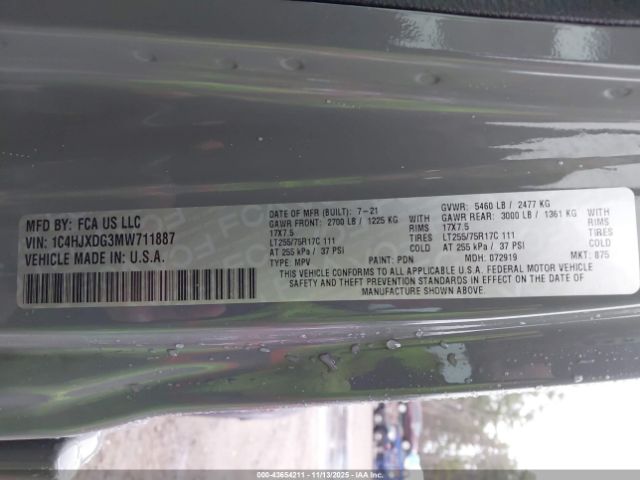 MFD BY: FCA US LLC
VIN: 1C4HJXDG3MW711887
VEHICLE MADE IN: U.S.A.
DATE OF MFR (BUILT): 7-21
GVWR: 5460 LB / 2477 KG
GAWR FRONT: 2700 LB / 1225 KG WITH
GAWR REAR: 3000 LB / 1361 KG WITH
17X7.5 RIMS
17X7.5 RIMS
LT255/75R17C 111 TIRES
LT255/75R17C 111 TIRES
AT 255 kPa / 37 PSI COLD
AT 255 kPa / 37 PSI COLD
TYPE: MPV PAINT: PDN MDH: 072919 MKT: 875
THIS VEHICLE CONFORMS TO ALL APPLICABLE U.S.A. FEDERAL MOTOR VEHICLE
SAFETY AND THEFT PREVENTION STANDARDS IN EFFECT ON THE DATE OF
MANUFACTURE SHOWN ABOVE.
000-43654211 - 11/13/2025 - IAAI.com